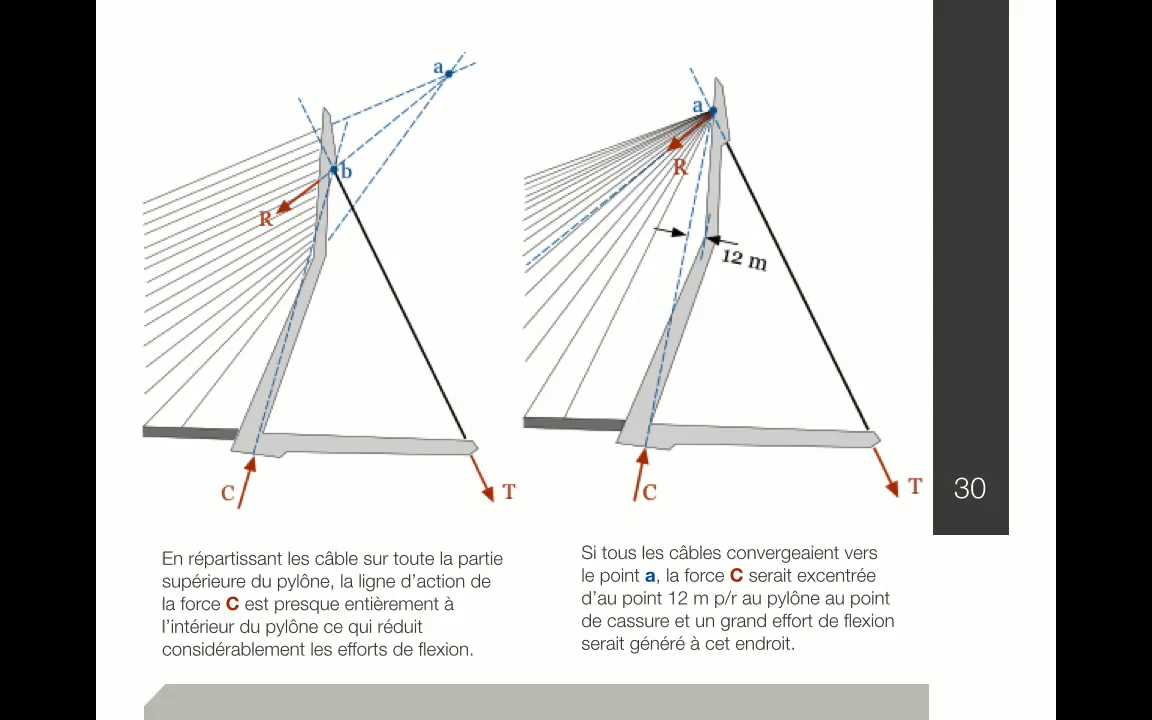 a
b
R
C
T
a
R
12 m
C
T
30
En répartissant les câble sur toute la partie
supérieure du pylône, la ligne d’action de
la force C est presque entièrement à
l’intérieur du pylône ce qui réduit
considérablement les efforts de flexion.
Si tous les câbles convergeaient vers
le point a, la force C serait excentrée
d’au point 12 m p/r au pylône au point
de cassure et un grand effort de flexion
serait généré à cet endroit.